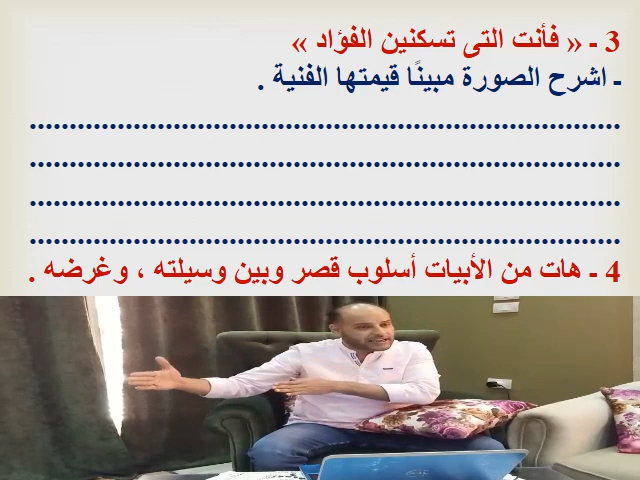 3 ـ « فأنت التى تسكنين الفؤاد »
ـ اشرح الصورة مبينًا قيمتها الفنية .
4 ـ هات من الأبيات أسلوب قصر وبين وسيلته ، وغرضه .